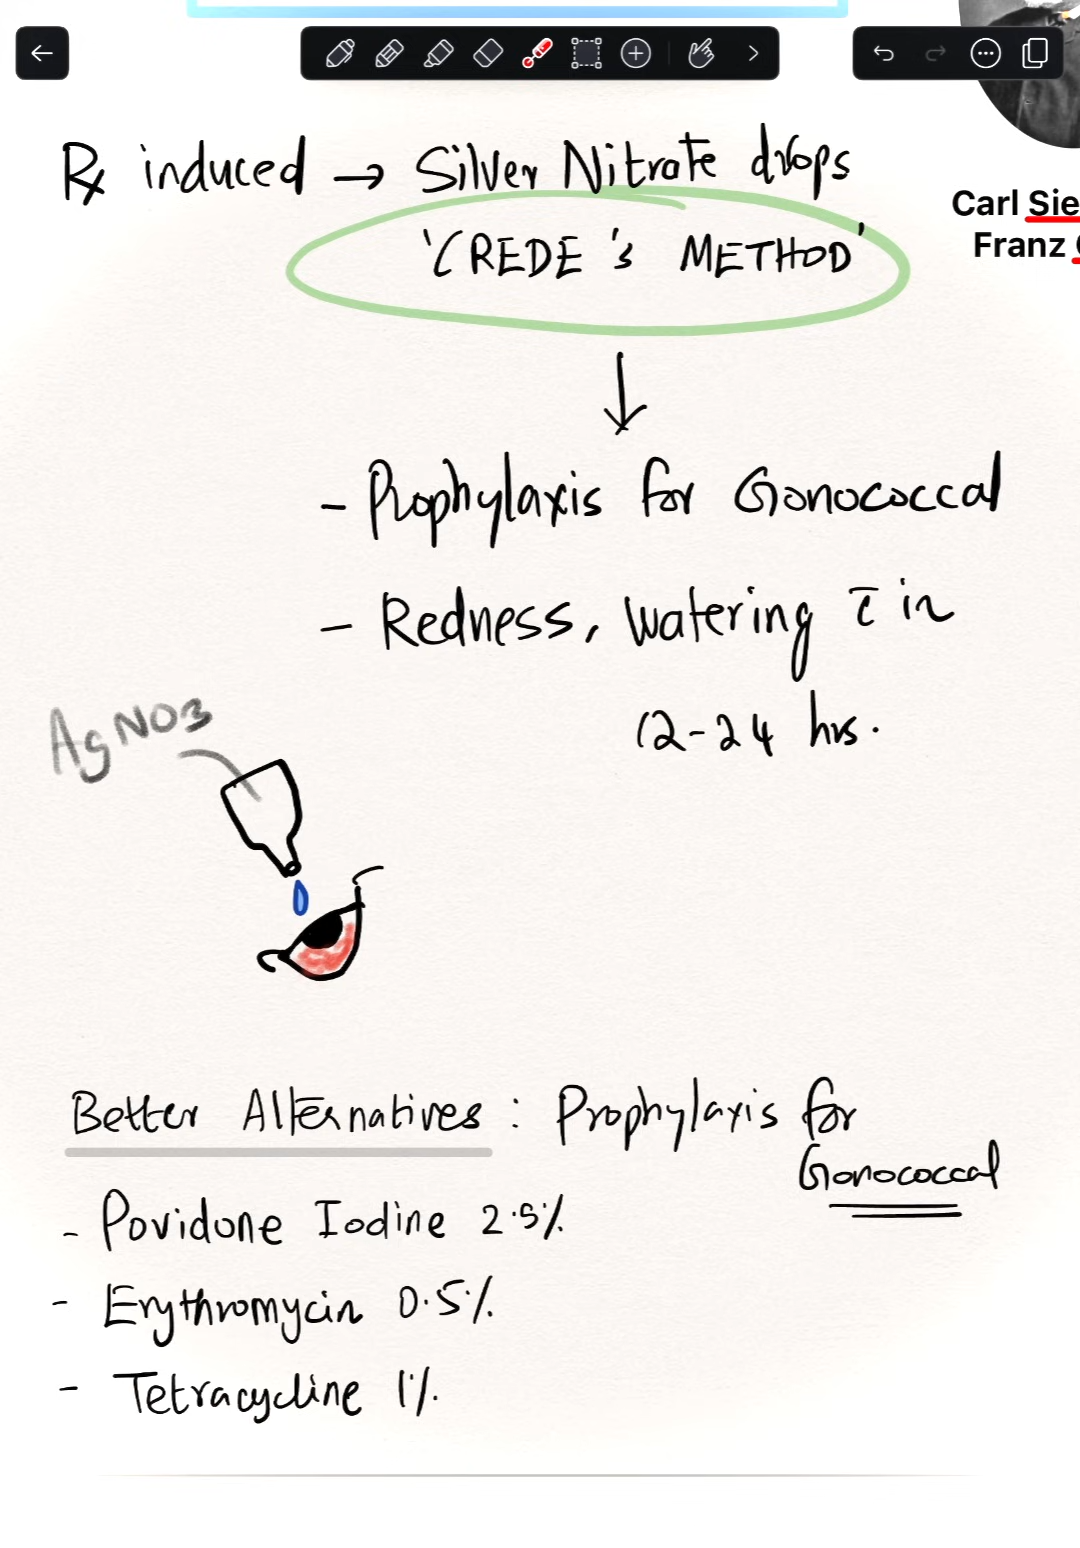 Rx induced → Silver Nitrate drops
Carl Sie
Franz
'CREDE's METHOD'
- Prophylaxis for Gonococcal
- Redness, watering c̄ in
12-24 hrs.
AgNO3
Better Alternatives : Prophylaxis for
Gonococcal
- Povidone Iodine 2.5%
- Erythromycin 0.5%
- Tetracycline 1%